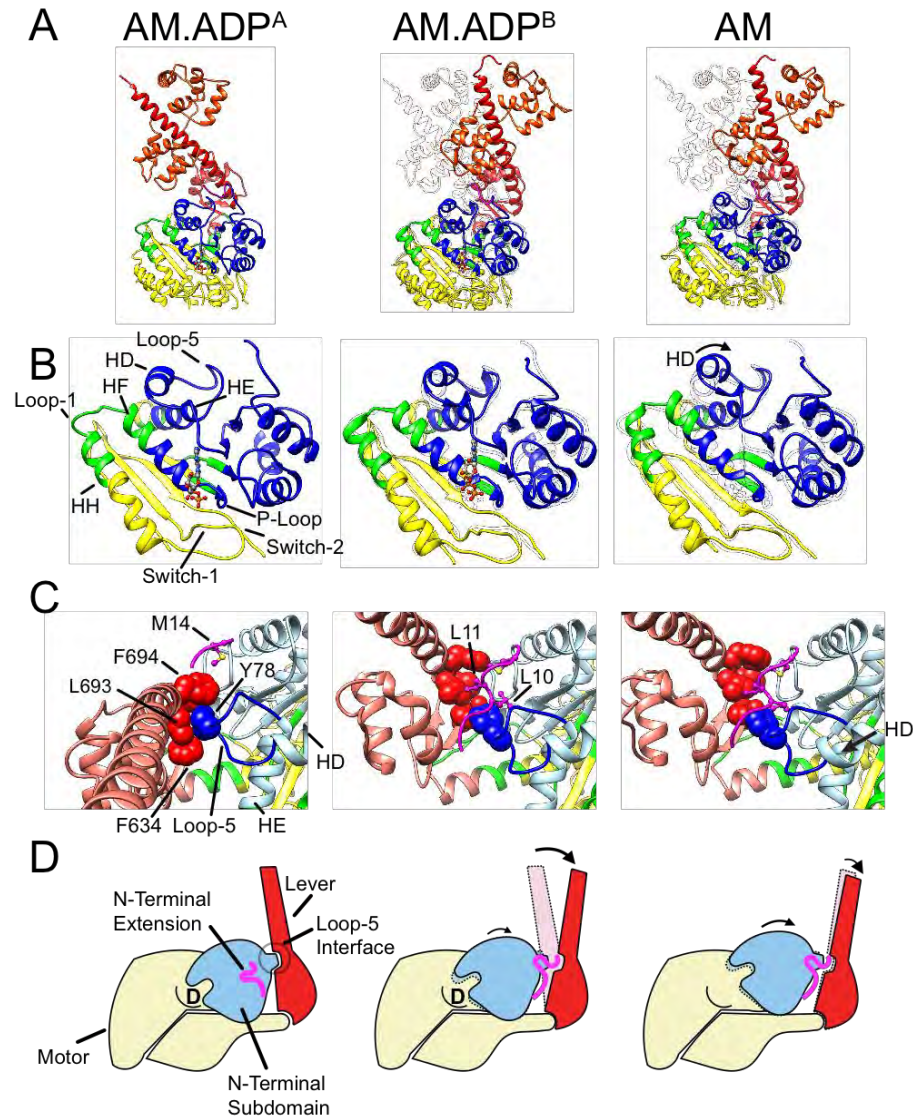 A
AM.ADPᴬ
AM.ADPᴮ
AM
B
Loop-5
HD
HF
HE
Loop-1
HH
P-Loop
Switch-2
Switch-1
HD
C
M14
F694
Y78
L693
HD
F634
Loop-5
HE
L11
L10
HD
D
N-Terminal
Extension
Lever
Loop-5
Interface
D
Motor
N-Terminal
Subdomain
D